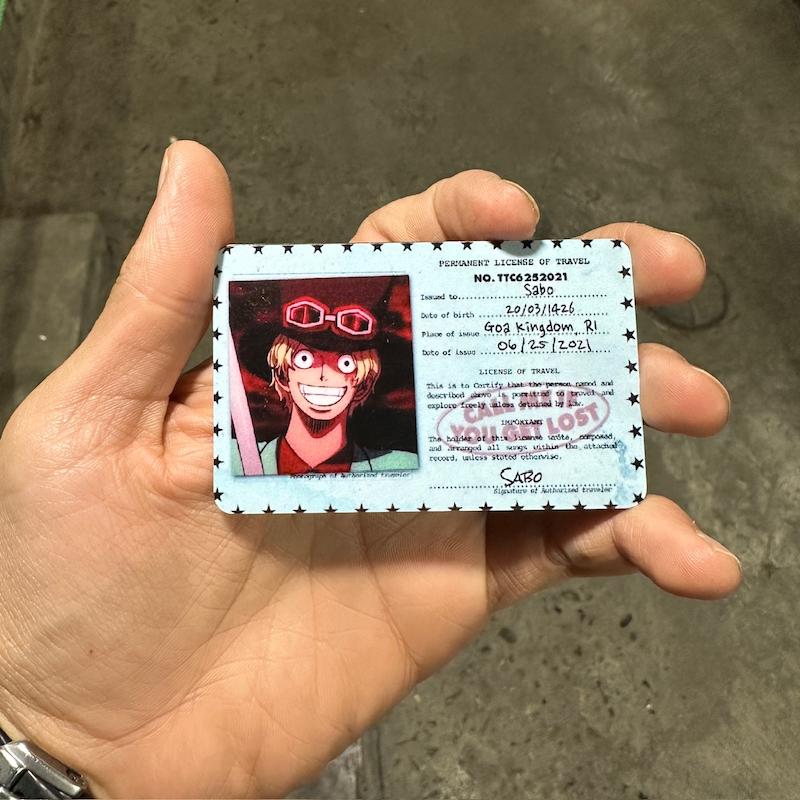 PERMANENT LICENSE OF TRAVEL
NO. TTC6252021
Issued to Sabo
Date of birth 20/03/1426
Place of issue Goa Kingdom, RI
Date of issue 06/25/2021
LICENSE OF TRAVEL
This is to Certify that the person named and
described above is permitted to travel and
explore freely unless detained by law.
CALL ME IF
YOU GET LOST
IMPORTANT
The holder of this license wrote, composed,
and arranged all songs within the attached
record, unless stated otherwise.
SABO
Photograph of Authorized traveler
Signature of Authorized traveler